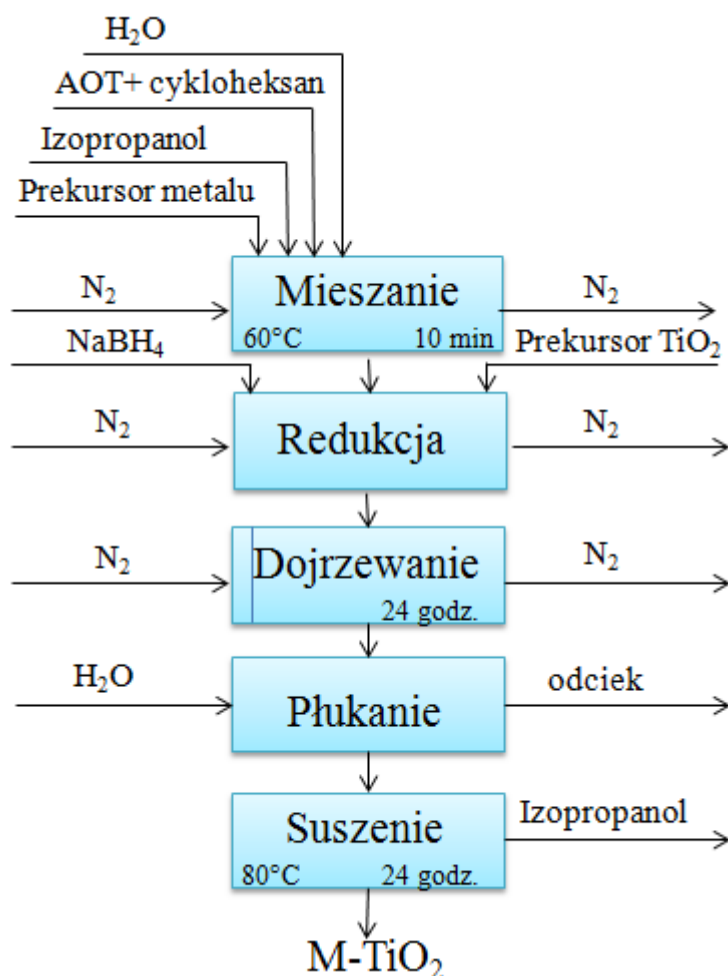 H₂O
AOT+ cykloheksan
Izopropanol
Prekursor metalu
N₂
Mieszanie
N₂
60°C
10 min
NaBH₄
Prekursor TiO₂
N₂
Redukcja
N₂
N₂
Dojrzewanie
N₂
24 godz.
H₂O
Płukanie
odciek
Suszenie
Izopropanol
80°C
24 godz.
M-TiO₂